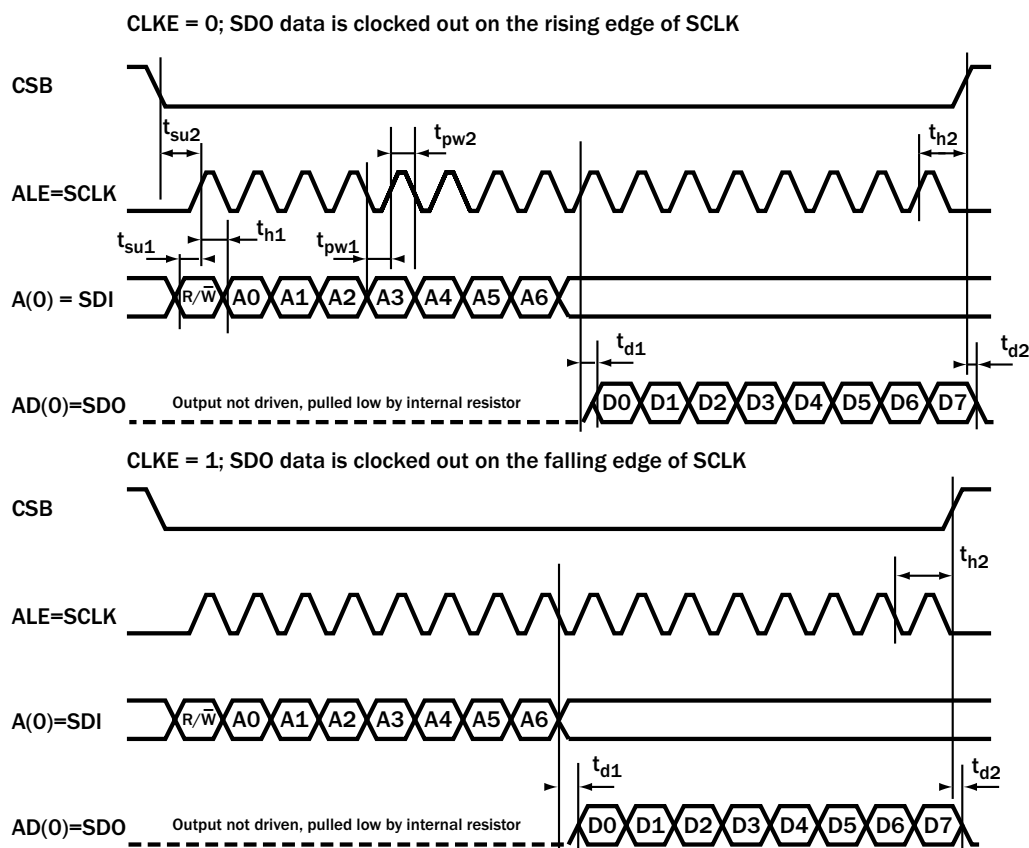 CLKE = 0; SDO data is clocked out on the rising edge of SCLK
CSB
tsu2
tpw2
th2
ALE=SCLK
tsu1
th1
tpw1
A(0) = SDI
R/W̅ A0 A1 A2 A3 A4 A5 A6
td1
td2
AD(0)=SDO
Output not driven, pulled low by internal resistor
D0 D1 D2 D3 D4 D5 D6 D7
CLKE = 1; SDO data is clocked out on the falling edge of SCLK
CSB
th2
ALE=SCLK
A(0)=SDI
R/W̅ A0 A1 A2 A3 A4 A5 A6
td1
td2
AD(0)=SDO
Output not driven, pulled low by internal resistor
D0 D1 D2 D3 D4 D5 D6 D7